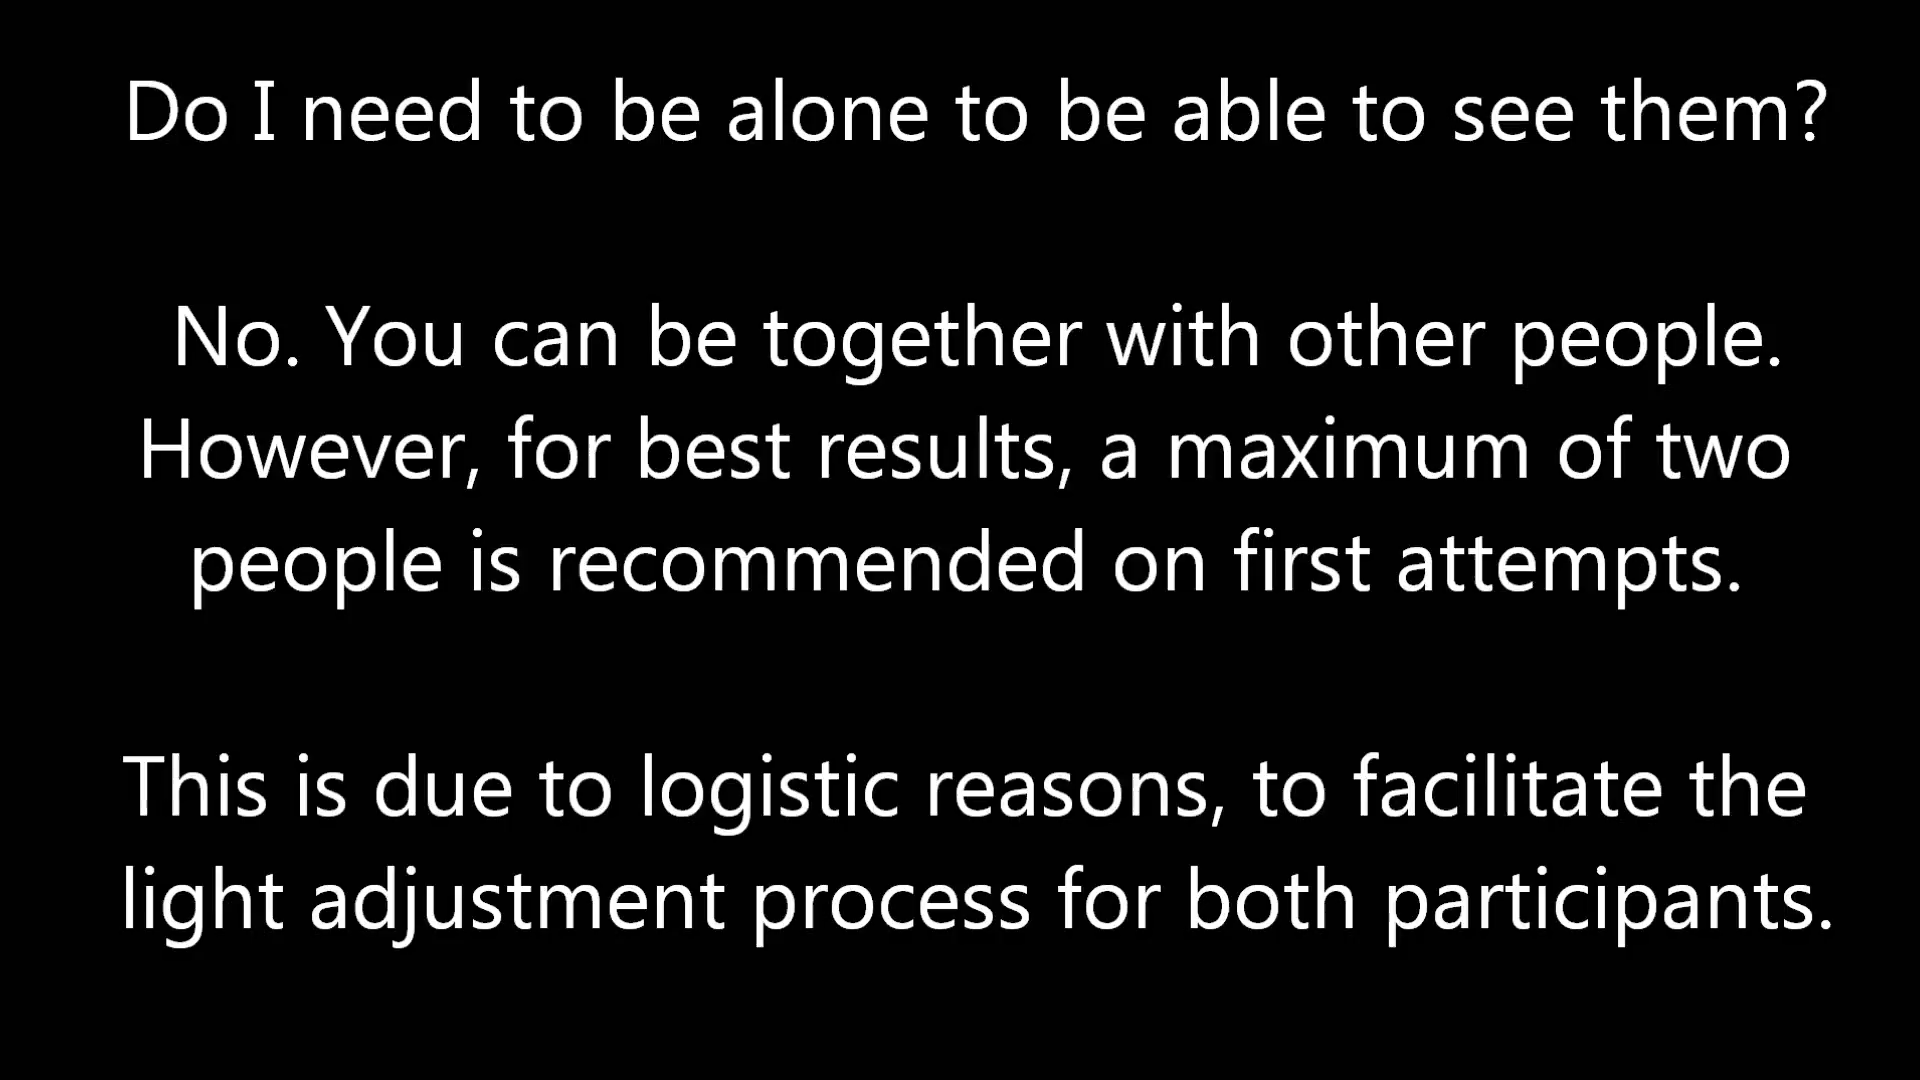 Do I need to be alone to be able to see them?
No. You can be together with other people.
However, for best results, a maximum of two
people is recommended on first attempts.
This is due to logistic reasons, to facilitate the
light adjustment process for both participants.